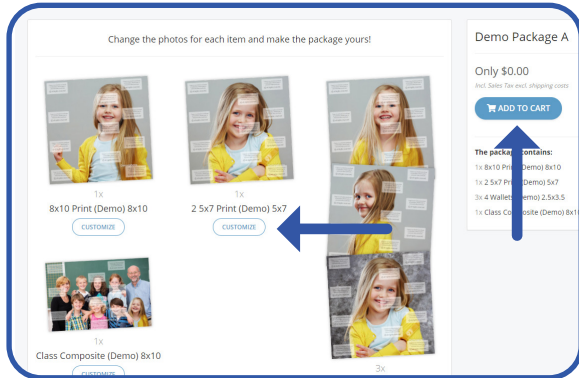 Change the photos for each item and make the package yours!
1x
8x10 Print (Demo) 8x10
CUSTOMIZE
1x
2 5x7 Print (Demo) 5x7
CUSTOMIZE
1x
Class Composite (Demo) 8x10
CUSTOMIZE
3x
Demo Package A
Only $0.00
Incl. Sales Tax excl. shipping costs
ADD TO CART
The package contains:
1x 8x10 Print (Demo) 8x10
1x 2 5x7 Print (Demo) 5x7
3x 4 Wallets (Demo) 2.5x3.5
1x Class Composite (Demo) 8x10